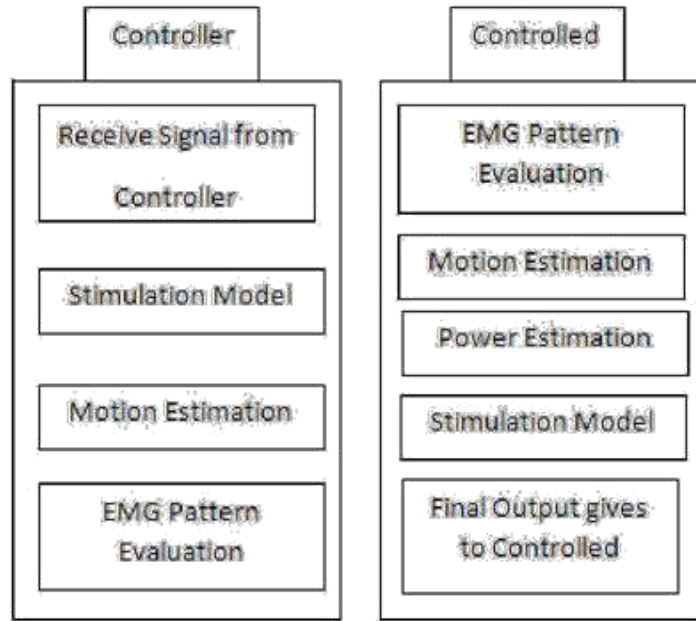 Controller
Receive Signal from
Controller
Stimulation Model
Motion Estimation
EMG Pattern
Evaluation
Controlled
EMG Pattern
Evaluation
Motion Estimation
Power Estimation
Stimulation Model
Final Output gives
to Controlled